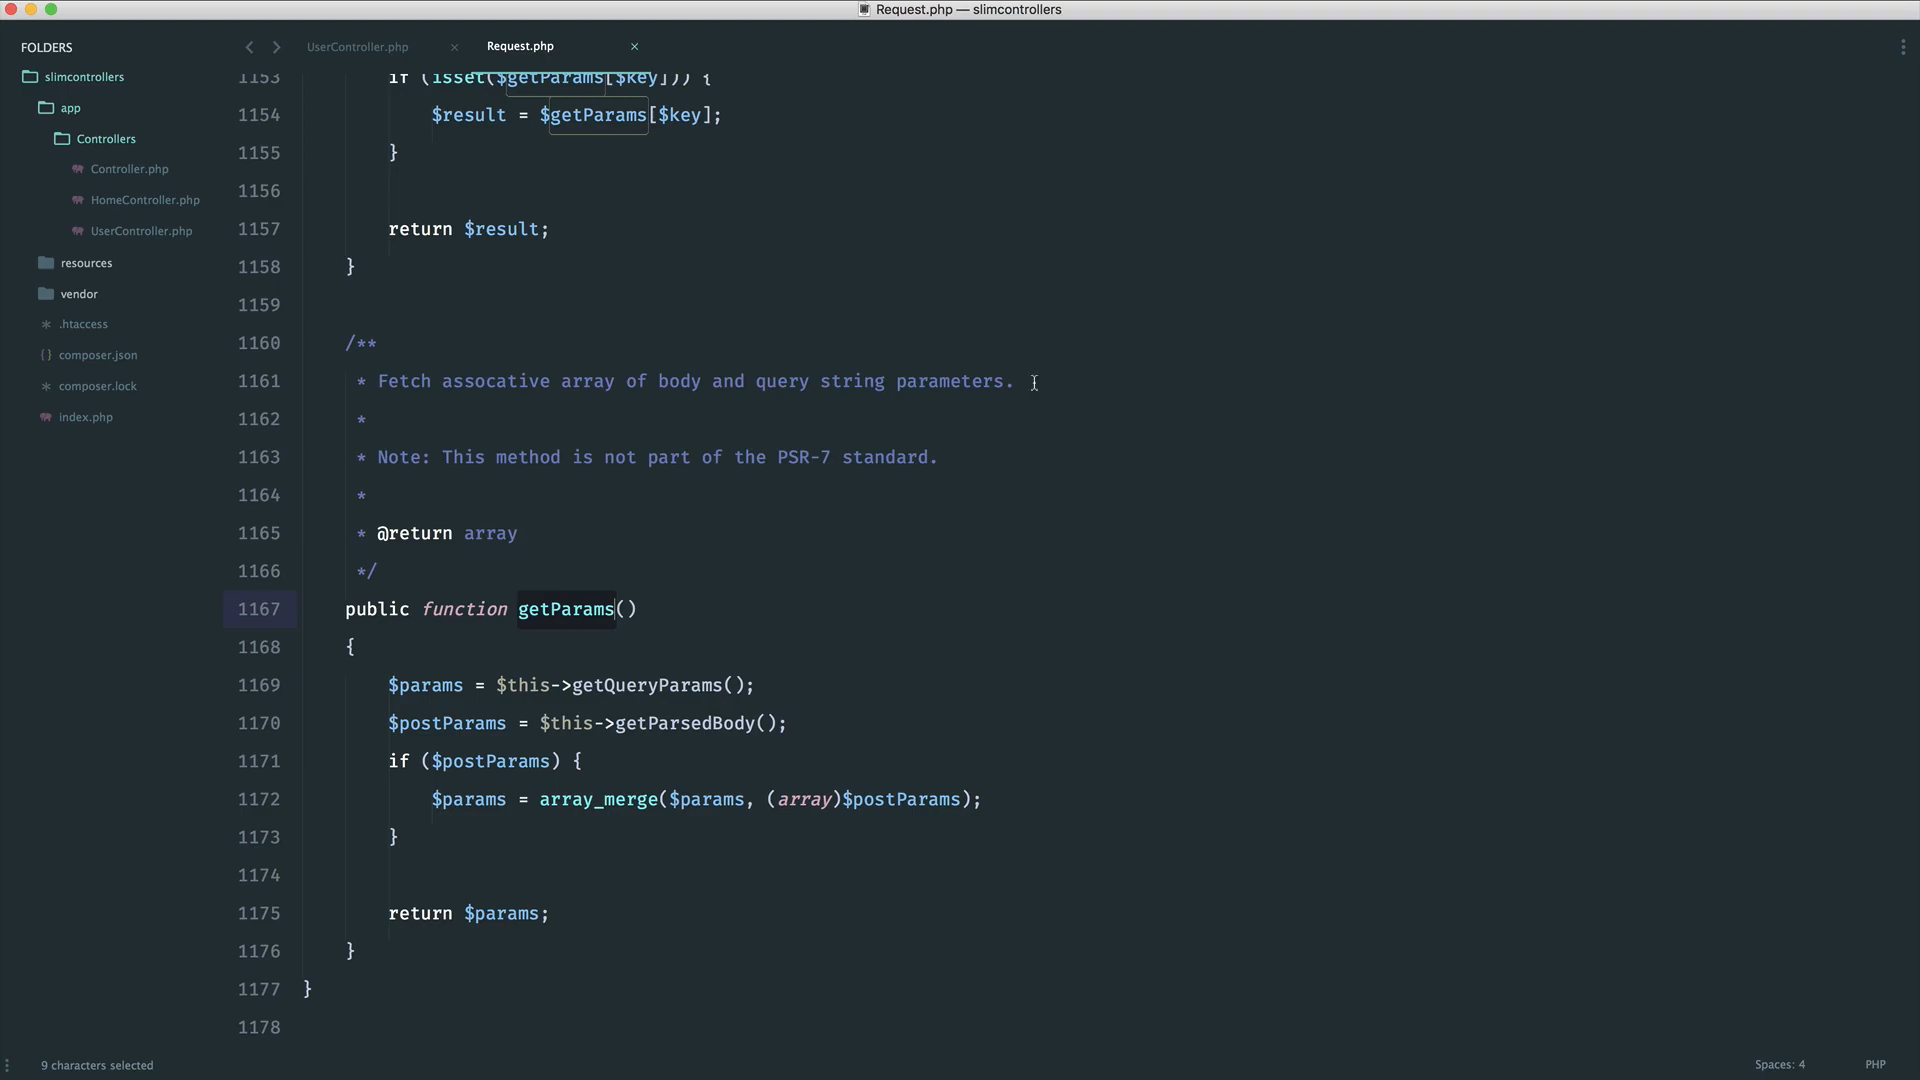 Request.php — slimcontrollers
FOLDERS
slimcontrollers
app
Controllers
Controller.php
HomeController.php
UserController.php
resources
vendor
.htaccess
composer.json
composer.lock
index.php
UserController.php
Request.php
1153 if (isset($getParams[$key])) {
1154 $result = $getParams[$key];
1155 }
1156
1157 return $result;
1158 }
1159
1160 /**
1161 * Fetch assocative array of body and query string parameters.
1162 *
1163 * Note: This method is not part of the PSR-7 standard.
1164 *
1165 * @return array
1166 */
1167 public function getParams()
1168 {
1169 $params = $this->getQueryParams();
1170 $postParams = $this->getParsedBody();
1171 if ($postParams) {
1172 $params = array_merge($params, (array)$postParams);
1173 }
1174
1175 return $params;
1176 }
1177 }
1178
9 characters selected
Spaces: 4
PHP